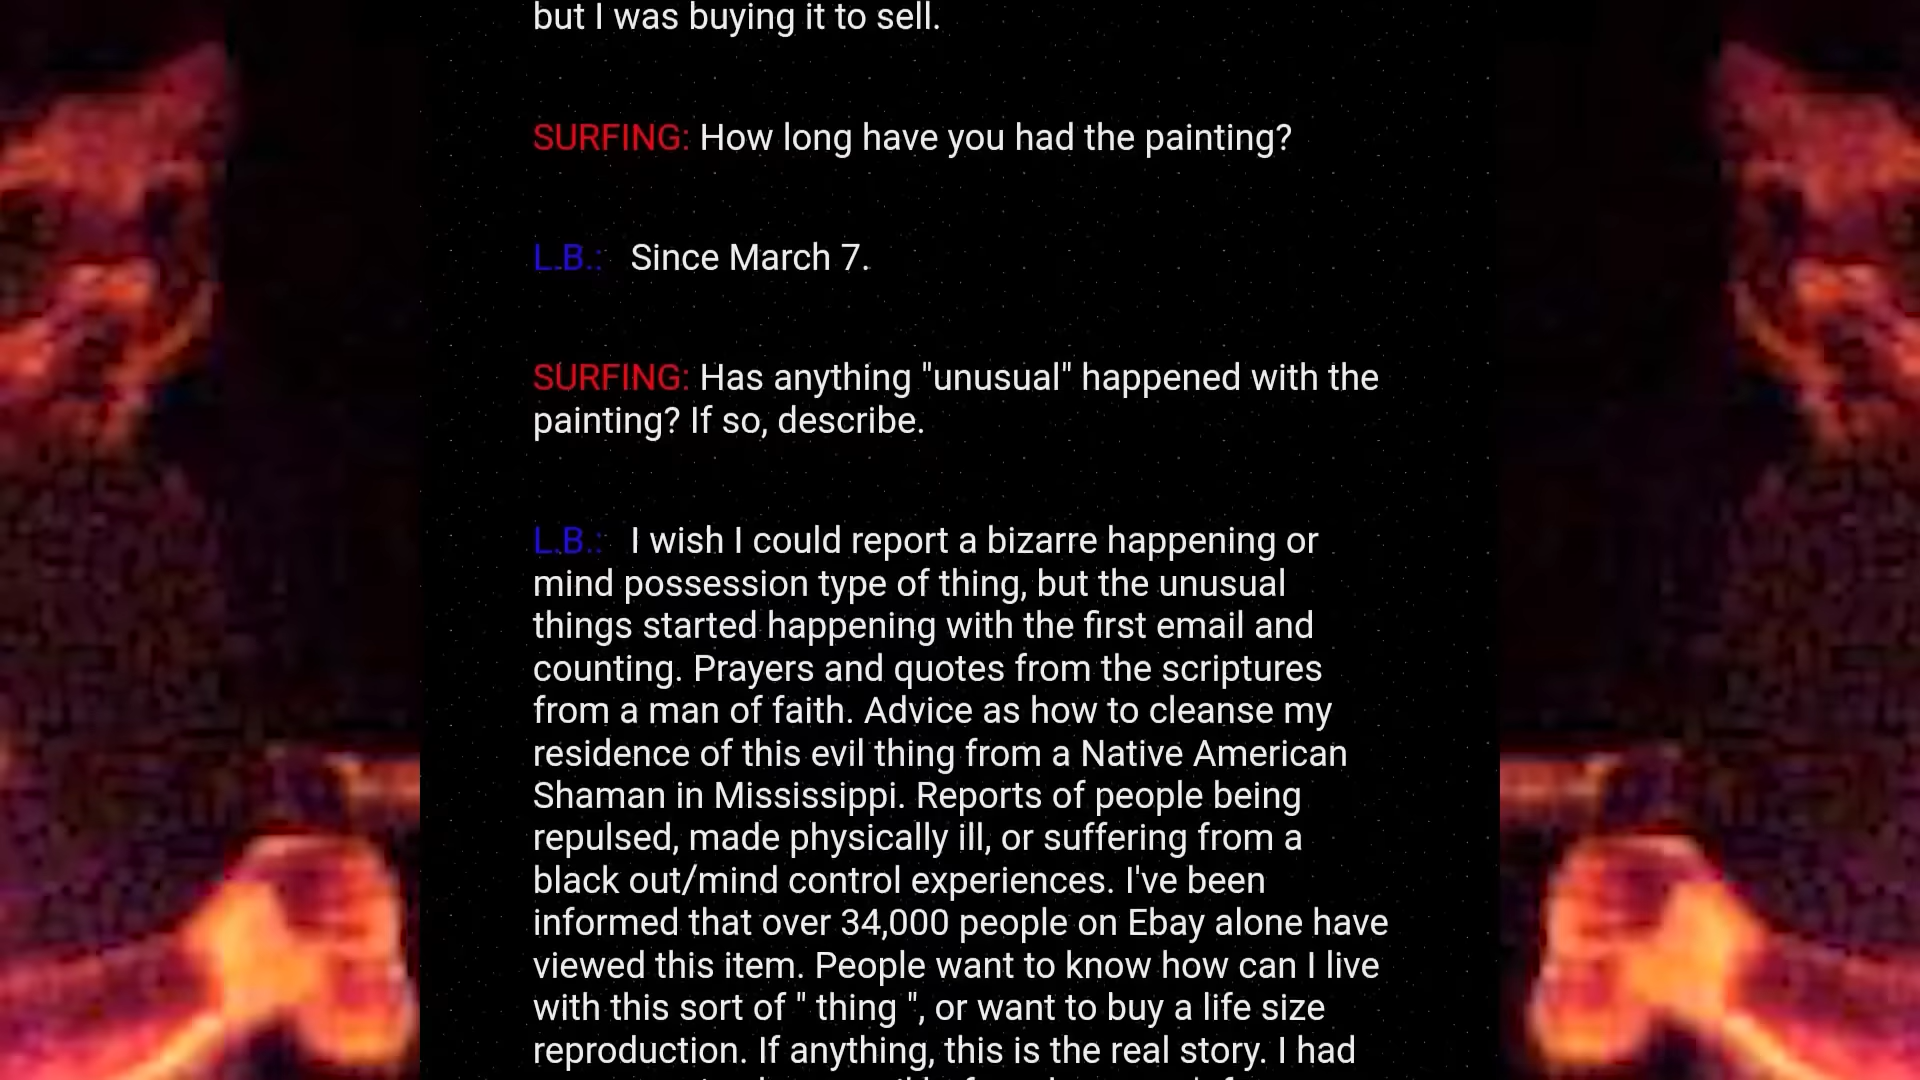 but I was buying it to sell.
SURFING: How long have you had the painting?
L.B.: Since March 7.
SURFING: Has anything "unusual" happened with the
painting? If so, describe.
L.B.: I wish I could report a bizarre happening or
mind possession type of thing, but the unusual
things started happening with the first email and
counting. Prayers and quotes from the scriptures
from a man of faith. Advice as how to cleanse my
residence of this evil thing from a Native American
Shaman in Mississippi. Reports of people being
repulsed, made physically ill, or suffering from a
black out/mind control experiences. I've been
informed that over 34,000 people on Ebay alone have
viewed this item. People want to know how can I live
with this sort of " thing ", or want to buy a life size
reproduction. If anything, this is the real story. I had